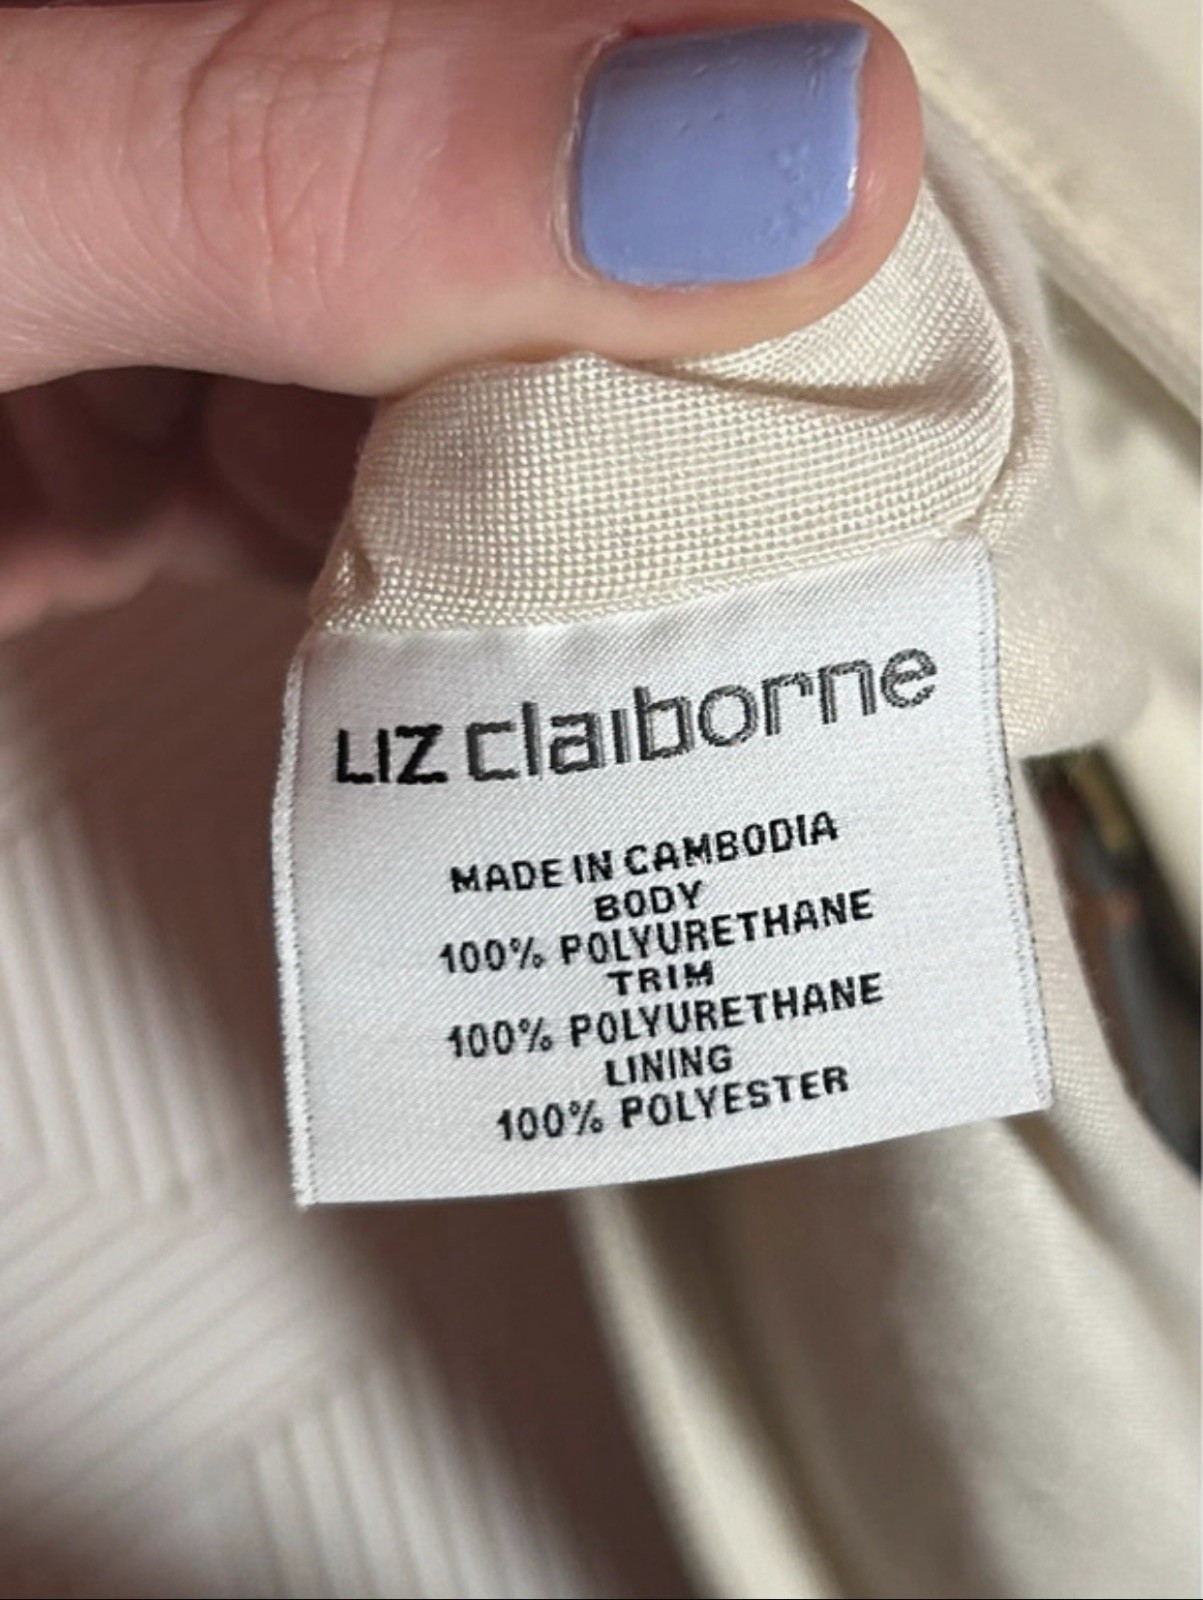 LIZ claiborne
MADE IN CAMBODIA
BODY
100% POLYURETHANE
TRIM
100% POLYURETHANE
LINING
100% POLYESTER